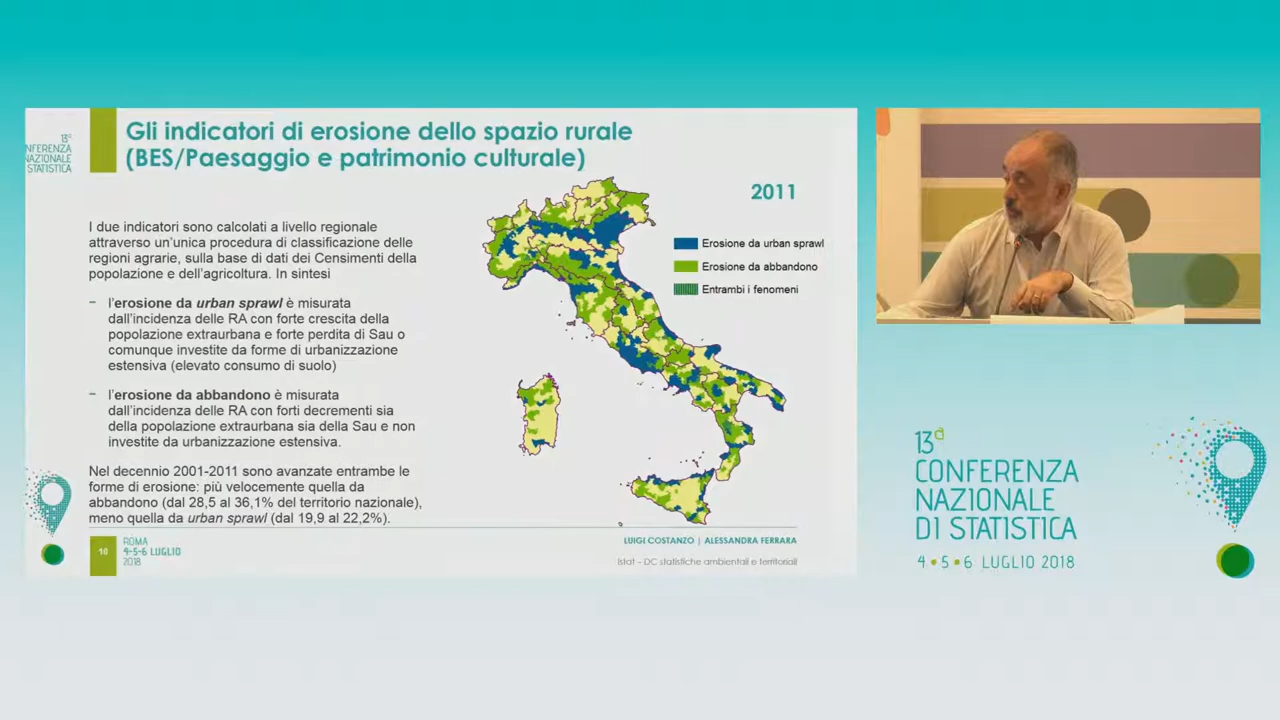 13ª
NFERENZA
NAZIONALE
STATISTICA
Gli indicatori di erosione dello spazio rurale
(BES/Paesaggio e patrimonio culturale)
2011
I due indicatori sono calcolati a livello regionale
attraverso un’unica procedura di classificazione delle
regioni agrarie, sulla base di dati dei Censimenti della
popolazione e dell’agricoltura. In sintesi
− l’erosione da urban sprawl è misurata
dall’incidenza delle RA con forte crescita della
popolazione extraurbana e forte perdita di Sau o
comunque investite da forme di urbanizzazione
estensiva (elevato consumo di suolo)
− l’erosione da abbandono è misurata
dall’incidenza delle RA con forti decrementi sia
della popolazione extraurbana sia della Sau e non
investite da urbanizzazione estensiva.
Nel decennio 2001-2011 sono avanzate entrambe le
forme di erosione: più velocemente quella da
abbandono (dal 28,5 al 36,1% del territorio nazionale),
meno quella da urban sprawl (dal 19,9 al 22,2%).
Erosione da urban sprawl
Erosione da abbandono
Entrambi i fenomeni
10
ROMA
4-5-6 LUGLIO
2018
LUIGI COSTANZO | ALESSANDRA FERRARA
Istat – DC statistiche ambientali e territoriali
13ª
CONFERENZA
NAZIONALE
DI STATISTICA
4 • 5 • 6 LUGLIO 2018